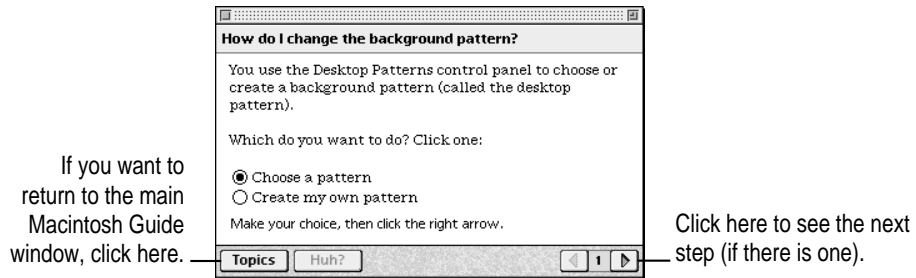 How do I change the background pattern?
You use the Desktop Patterns control panel to choose or
create a background pattern (called the desktop
pattern).
Which do you want to do? Click one:
Choose a pattern
Create my own pattern
Make your choice, then click the right arrow.
Topics Huh? 1
If you want to
return to the main
Macintosh Guide
window, click here.
Click here to see the next
step (if there is one).